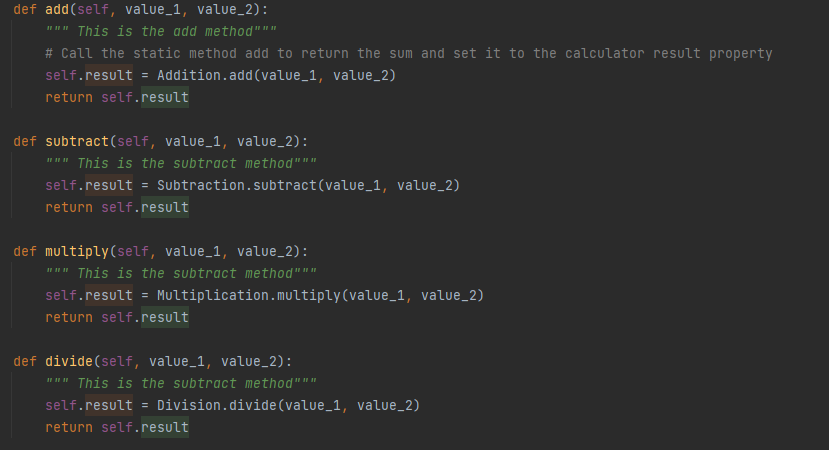 def add(self, value_1, value_2):
    """ This is the add method"""
    # Call the static method add to return the sum and set it to the calculator result property
    self.result = Addition.add(value_1, value_2)
    return self.result

def subtract(self, value_1, value_2):
    """ This is the subtract method"""
    self.result = Subtraction.subtract(value_1, value_2)
    return self.result

def multiply(self, value_1, value_2):
    """ This is the subtract method"""
    self.result = Multiplication.multiply(value_1, value_2)
    return self.result

def divide(self, value_1, value_2):
    """ This is the subtract method"""
    self.result = Division.divide(value_1, value_2)
    return self.result